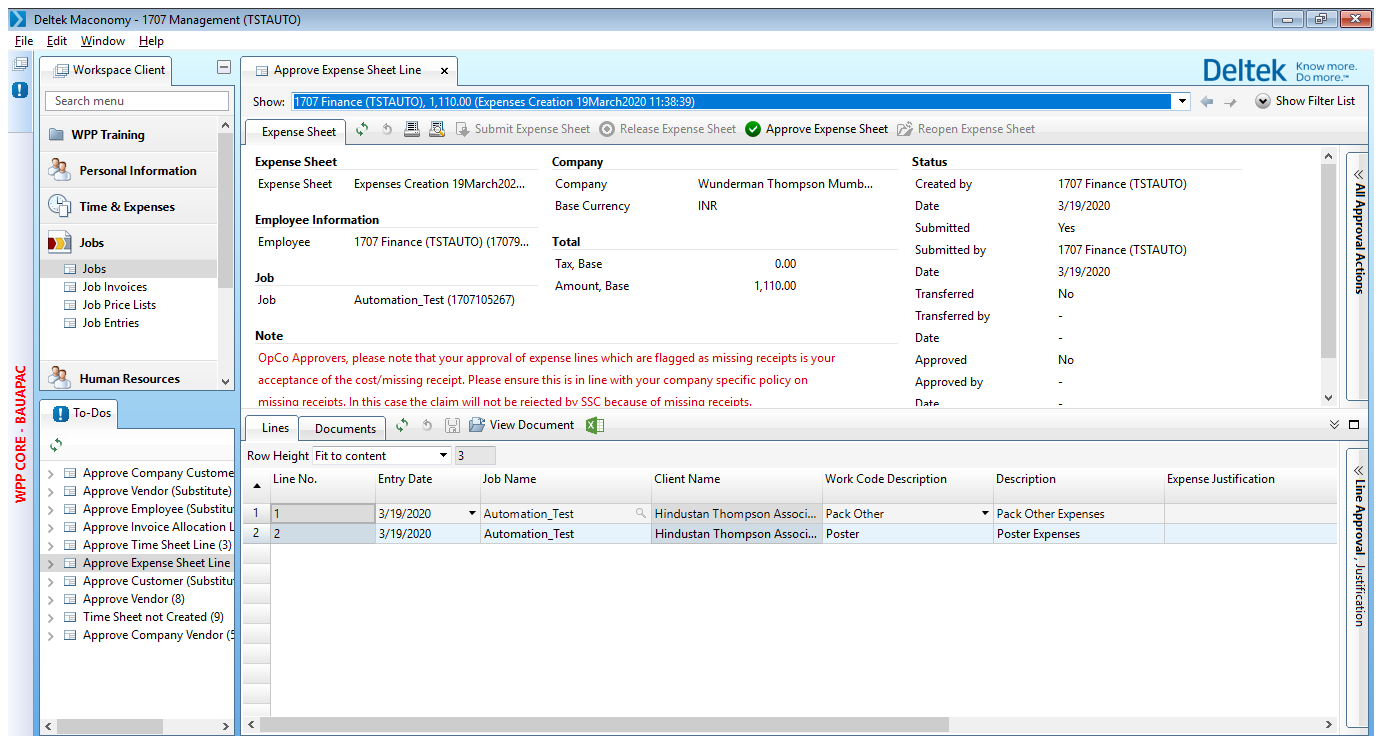 Deltek Maconomy - 1707 Management (TSTAUTO)
File Edit Window Help
WPP CORE - BAUAPAC
Workspace Client
Search menu
WPP Training
Personal Information
Time & Expenses
Jobs
Jobs
Job Invoices
Job Price Lists
Job Entries
Human Resources
To-Dos
Approve Company Custome
Approve Vendor (Substitute)
Approve Employee (Substitu
Approve Invoice Allocation L
Approve Time Sheet Line (3)
Approve Expense Sheet Line
Approve Customer (Substitu
Approve Vendor (8)
Time Sheet not Created (9)
Approve Company Vendor (5
Approve Expense Sheet Line
Deltek Know more. Do more.™
Show: 1707 Finance (TSTAUTO), 1,110.00 (Expenses Creation 19March2020 11:38:39) Show Filter List
Expense Sheet Submit Expense Sheet Release Expense Sheet Approve Expense Sheet Reopen Expense Sheet
Expense Sheet
Expense Sheet Expenses Creation 19March202...
Employee Information
Employee 1707 Finance (TSTAUTO) (17079...
Job
Job Automation_Test (1707105267)
Note
OpCo Approvers, please note that your approval of expense lines which are flagged as missing receipts is your
acceptance of the cost/missing receipt. Please ensure this is in line with your company specific policy on
missing receipts. In this case the claim will not be rejected by SSC because of missing receipts.
Company
Company Wunderman Thompson Mumb...
Base Currency INR
Total
Tax, Base 0.00
Amount, Base 1,110.00
Status
Created by 1707 Finance (TSTAUTO)
Date 3/19/2020
Submitted Yes
Submitted by 1707 Finance (TSTAUTO)
Date 3/19/2020
Transferred No
Transferred by -
Date -
Approved No
Approved by -
Date -
All Approval Actions
Lines Documents View Document
Row Height Fit to content 3
Line No. Entry Date Job Name Client Name Work Code Description Description Expense Justification
1 1 3/19/2020 Automation_Test Hindustan Thompson Associ... Pack Other Pack Other Expenses
2 2 3/19/2020 Automation_Test Hindustan Thompson Associ... Poster Poster Expenses
Line Approval, Justification